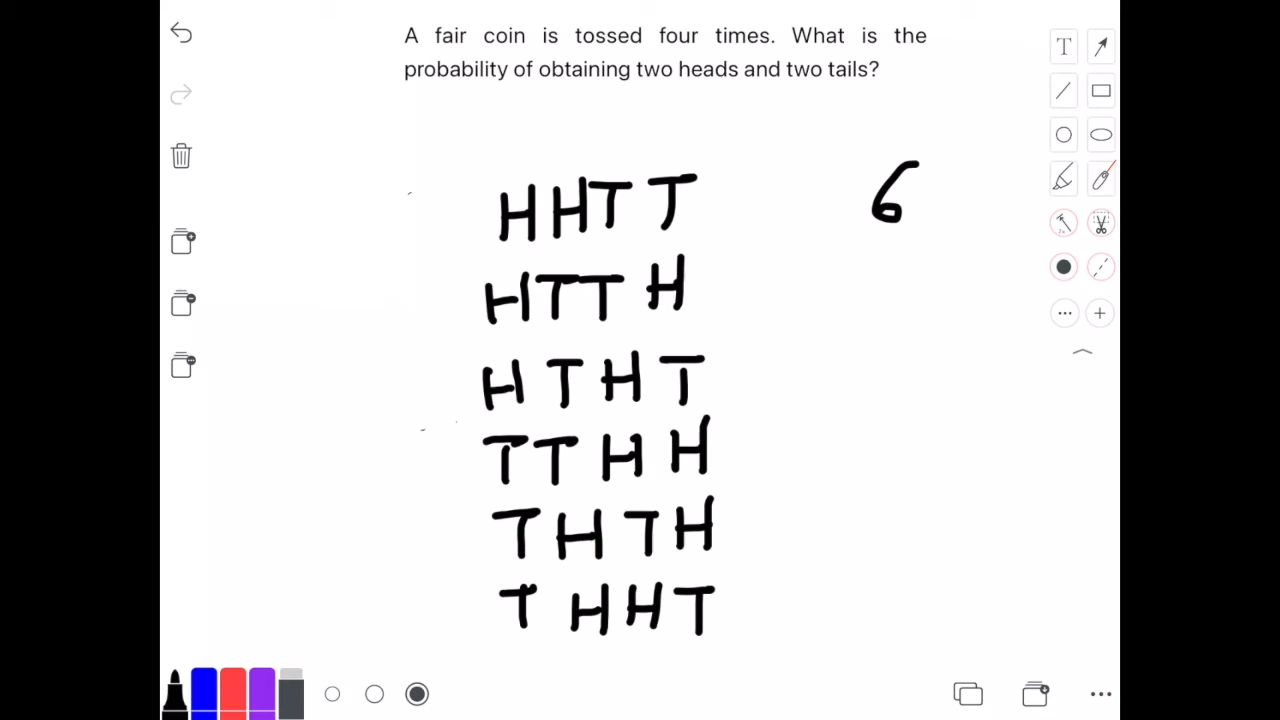 A fair coin is tossed four times. What is the
probability of obtaining two heads and two tails?
HHTT
6
HTTH
HTHT
TTHH
THTH
THHT